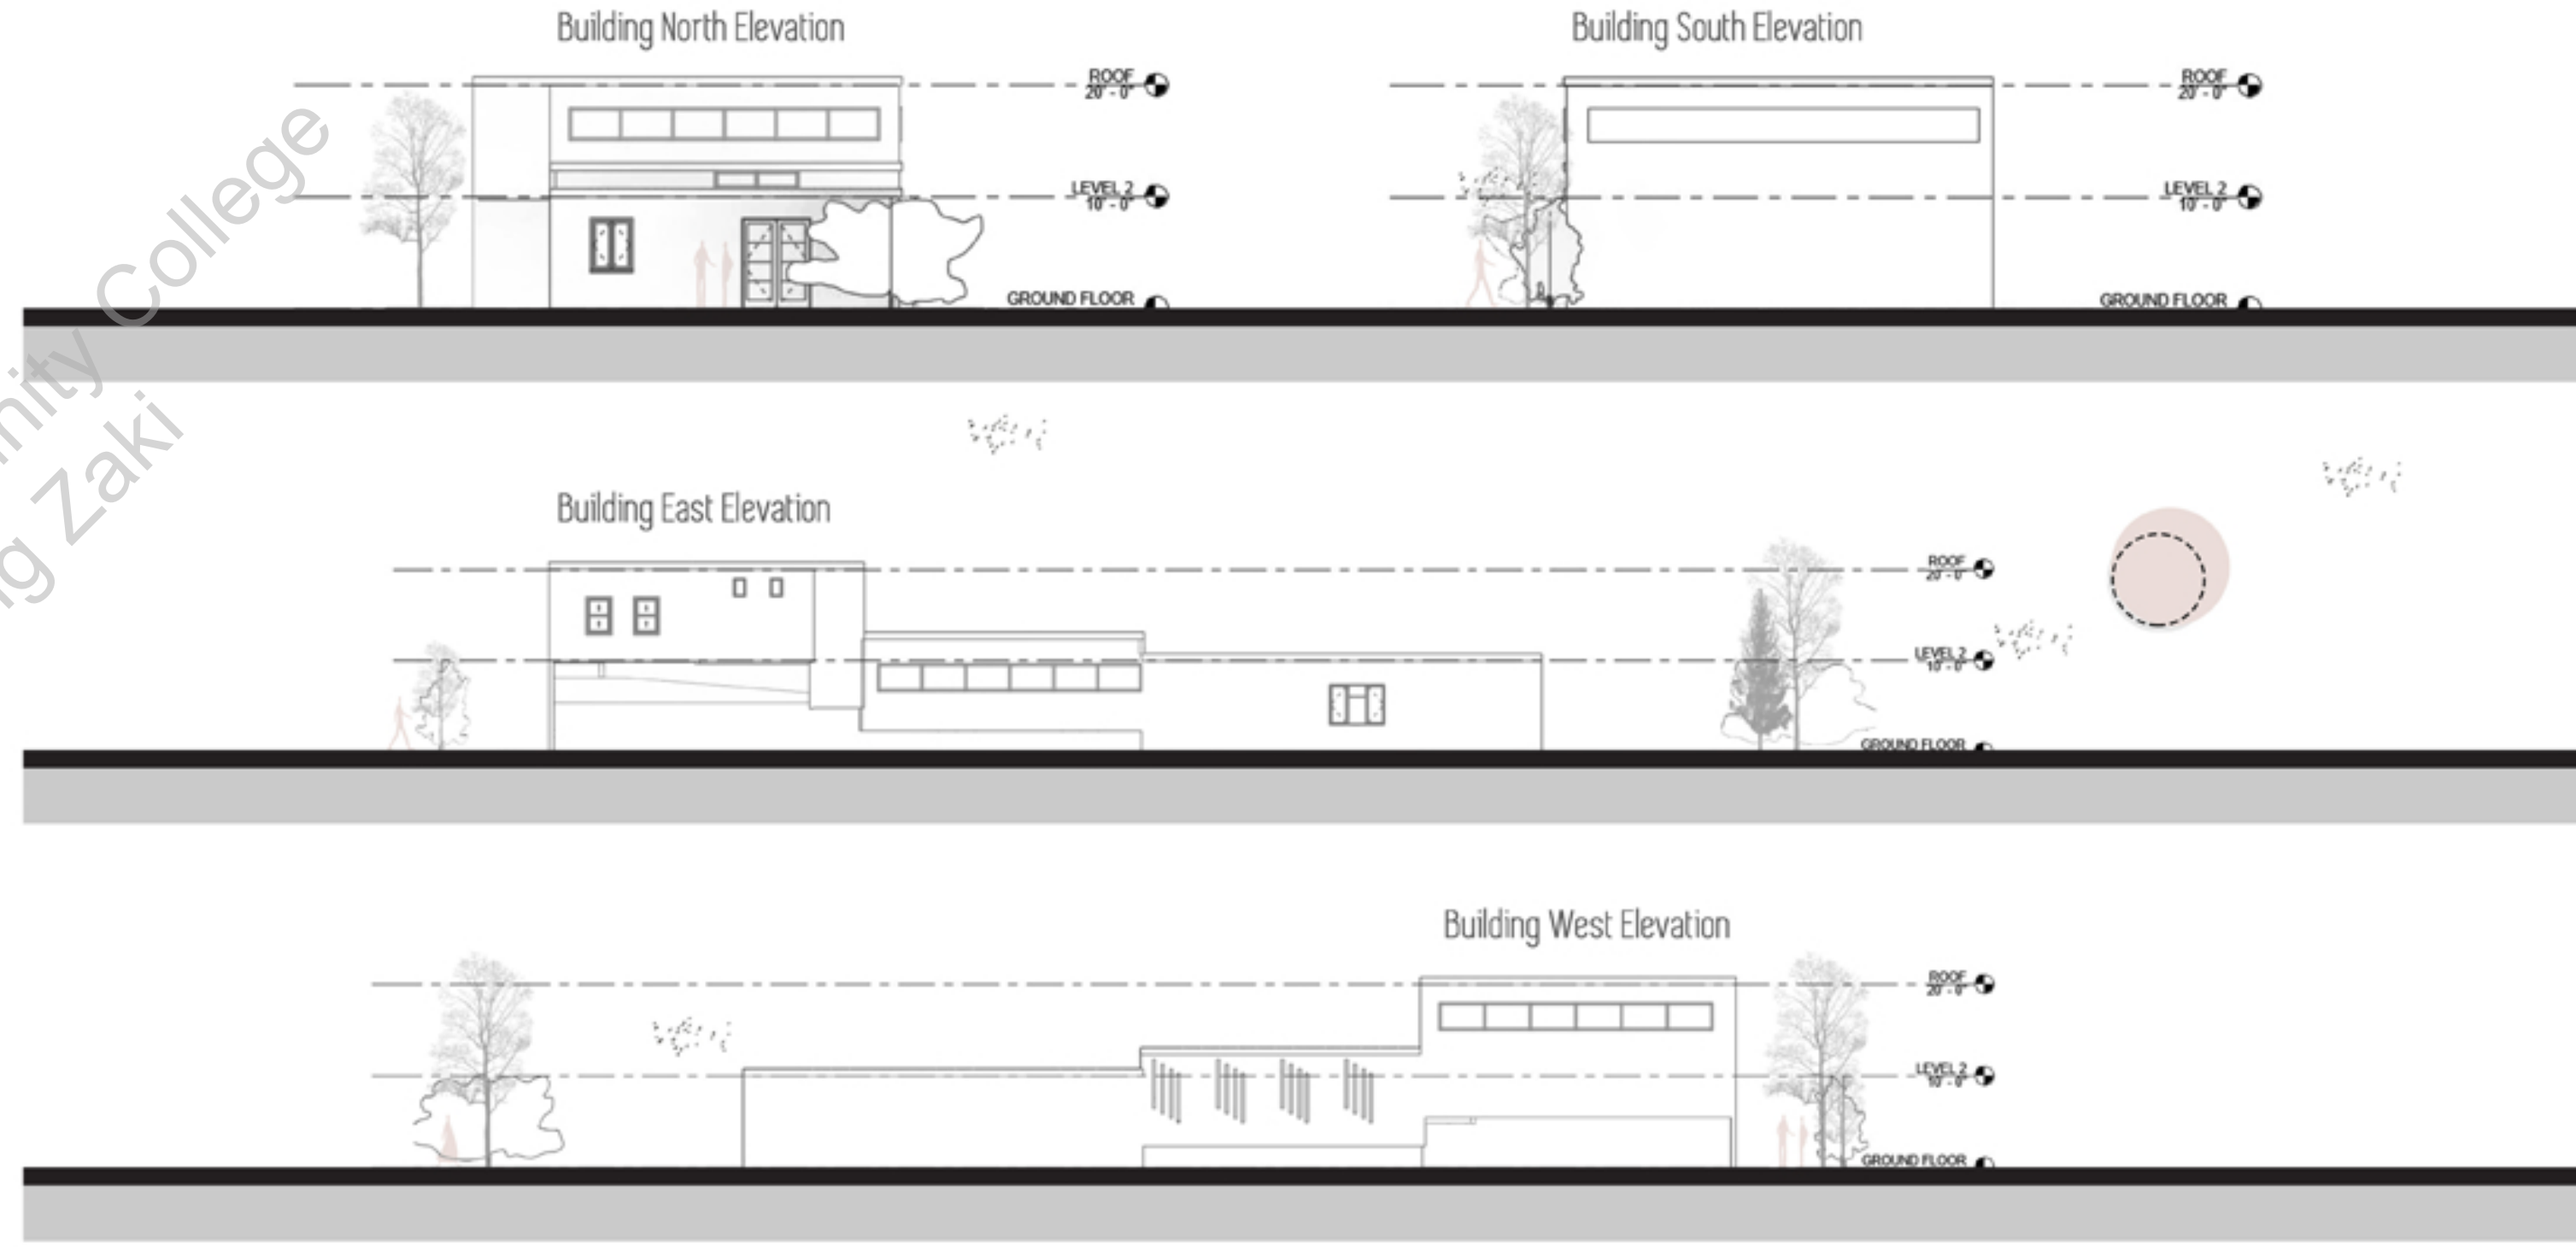 Building North Elevation
Building South Elevation
ROOF
20' - 0"
LEVEL 2
10' - 0"
GROUND FLOOR
ROOF
20' - 0"
LEVEL 2
10' - 0"
GROUND FLOOR
nity College
ng Zaki
Building East Elevation
ROOF
20' - 0"
LEVEL 2
10' - 0"
GROUND FLOOR
Building West Elevation
ROOF
20' - 0"
LEVEL 2
10' - 0"
GROUND FLOOR